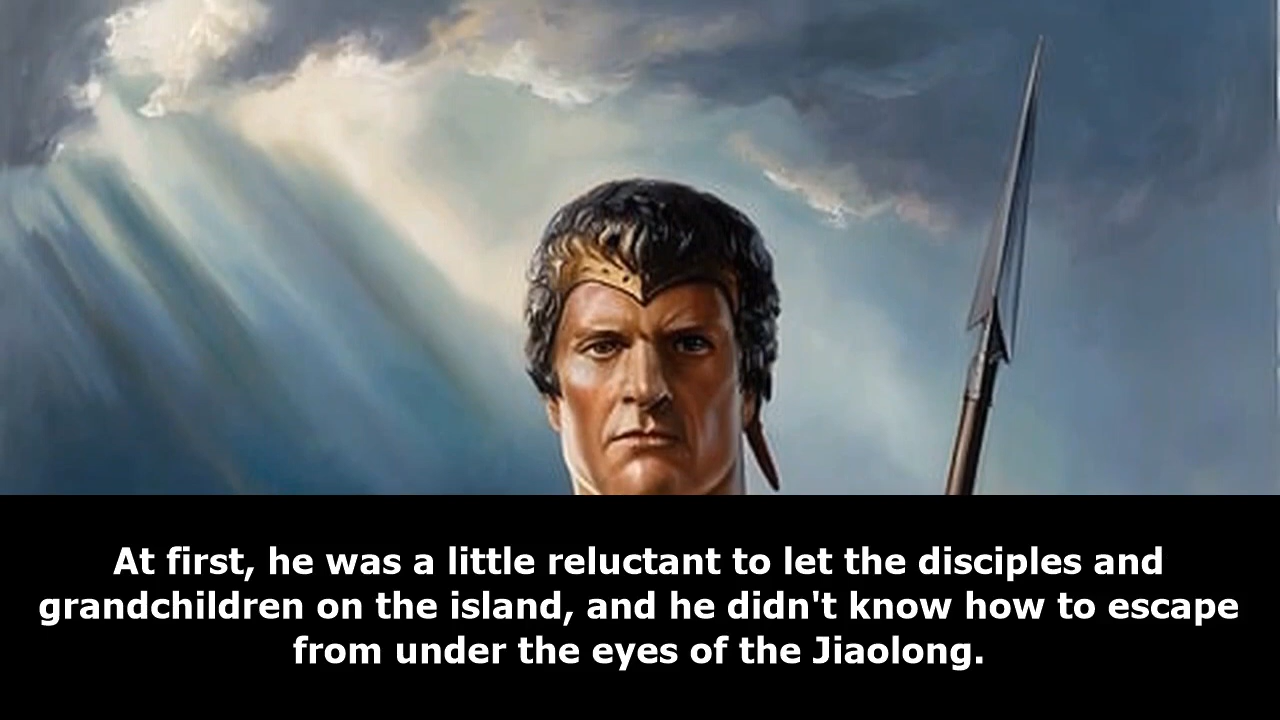 At first, he was a little reluctant to let the disciples and
grandchildren on the island, and he didn't know how to escape
from under the eyes of the Jiaolong.